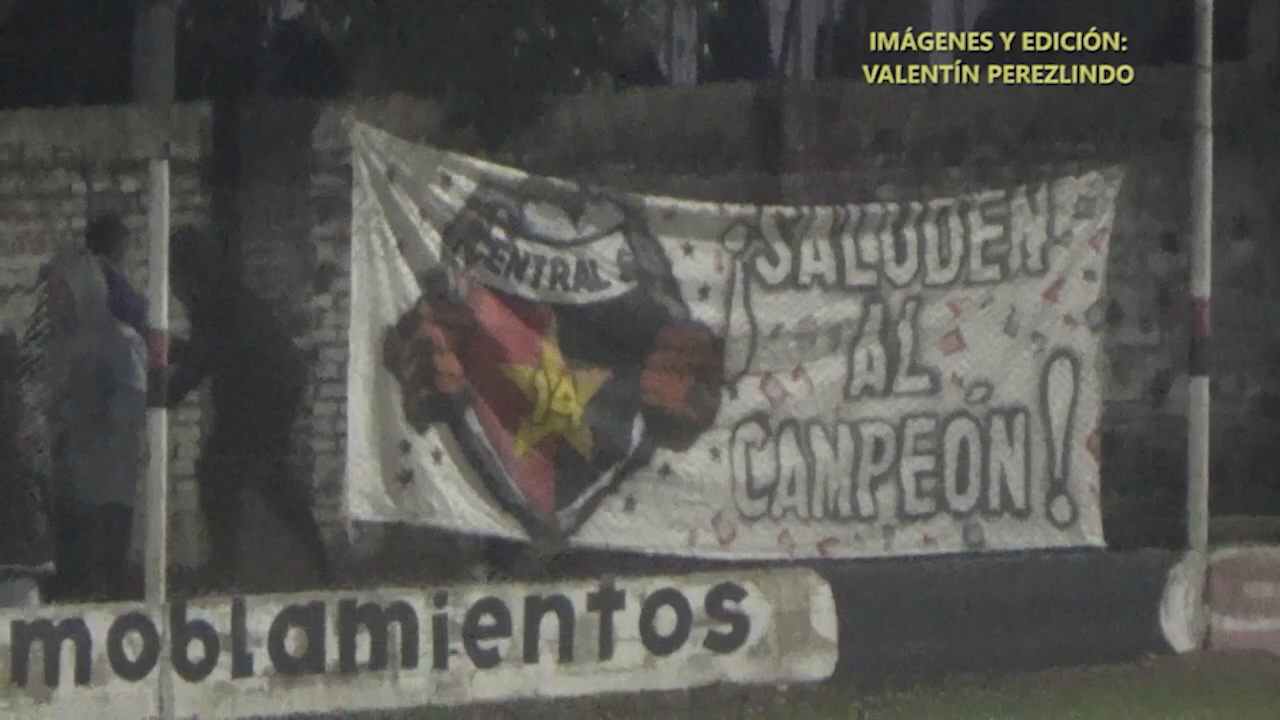 IMÁGENES Y EDICIÓN:
VALENTÍN PEREZLINDO
CENTRAL
¡SALUDEN
AL
CAMPEÓN!
moblamientos